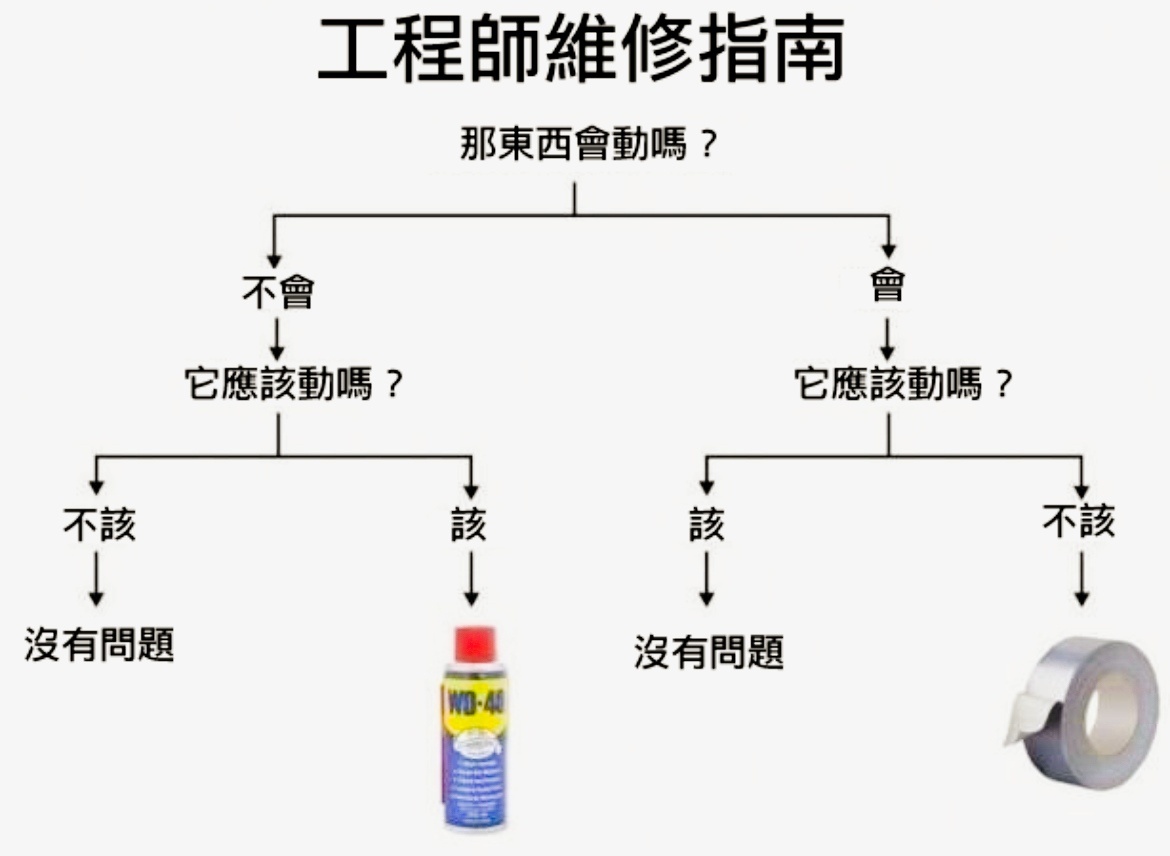 工程師維修指南
那東西會動嗎？
不會
會
它應該動嗎？
它應該動嗎？
不該
該
該
不該
沒有問題
沒有問題
WD-40